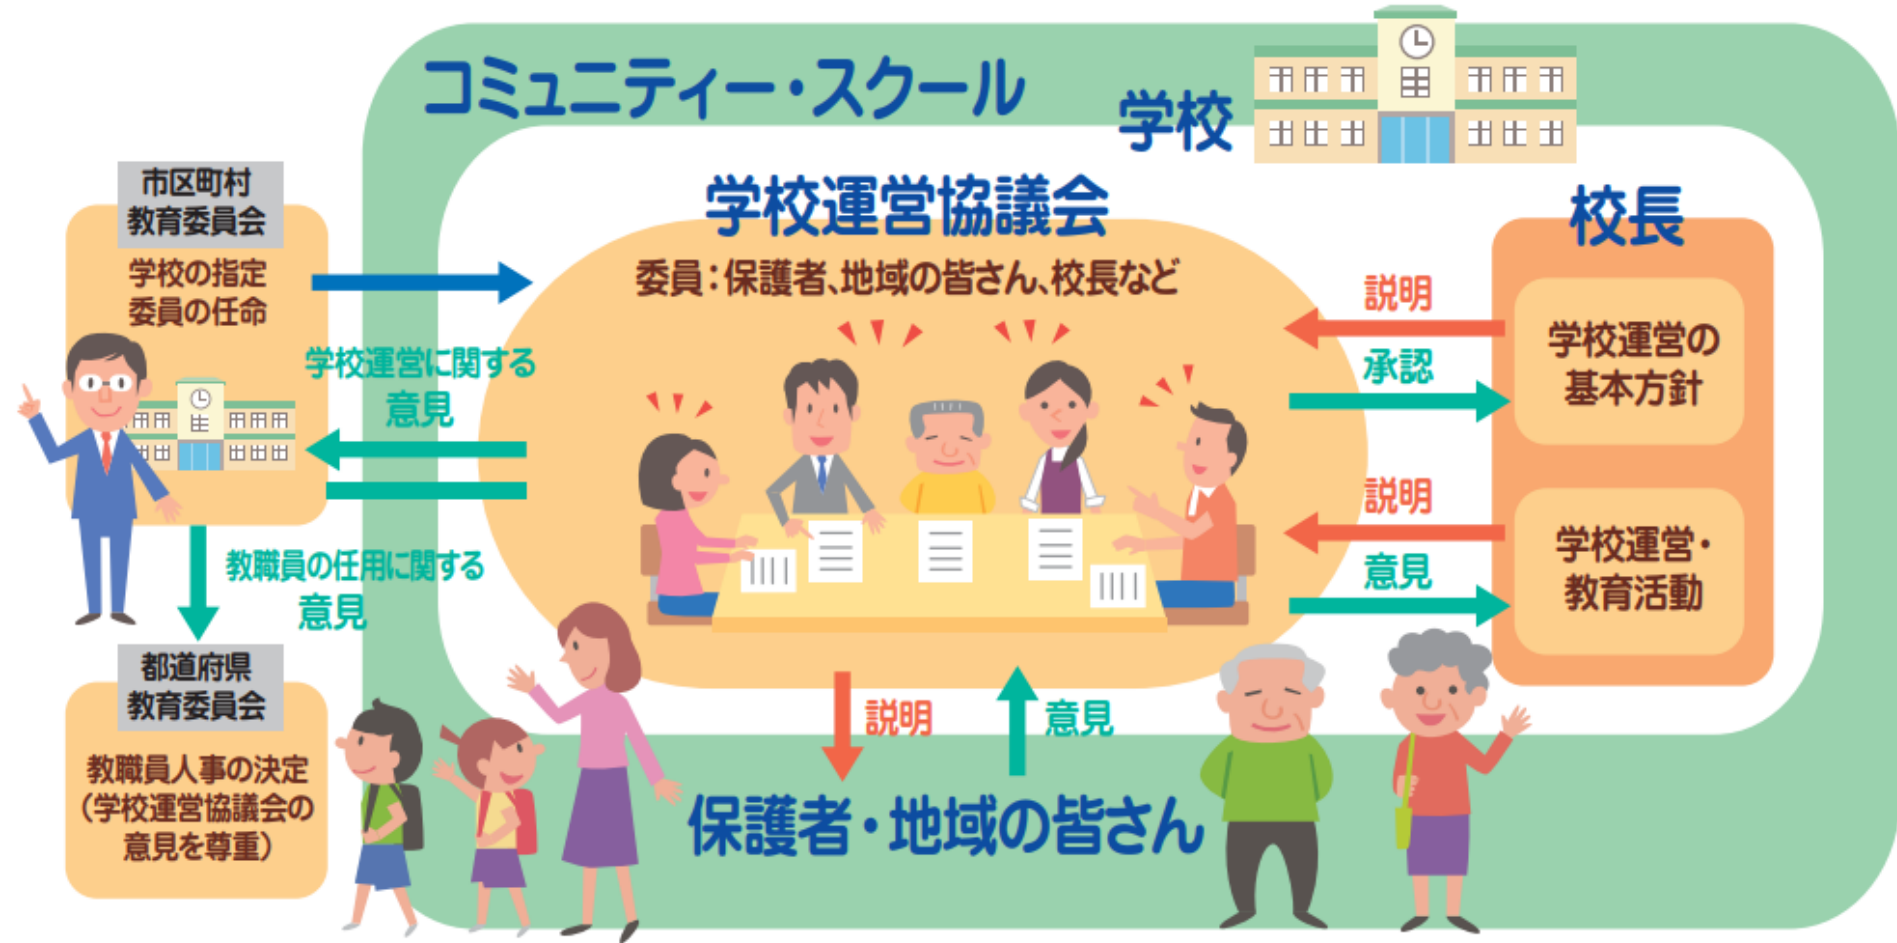 コミュニティー・スクール
学校
市区町村
教育委員会
学校の指定
委員の任命
学校運営協議会
委員：保護者、地域の皆さん、校長など
校長
説明
承認
学校運営の
基本方針
学校運営に関する
意見
説明
意見
学校運営・
教育活動
教職員の任用に関する
意見
都道府県
教育委員会
教職員人事の決定
（学校運営協議会の
意見を尊重）
説明
意見
保護者・地域の皆さん